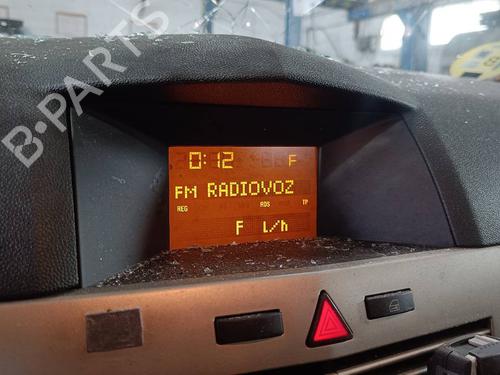 B-PARTS
0:12 F
FM RADIOVOZ
REG RDS TP
F L/h